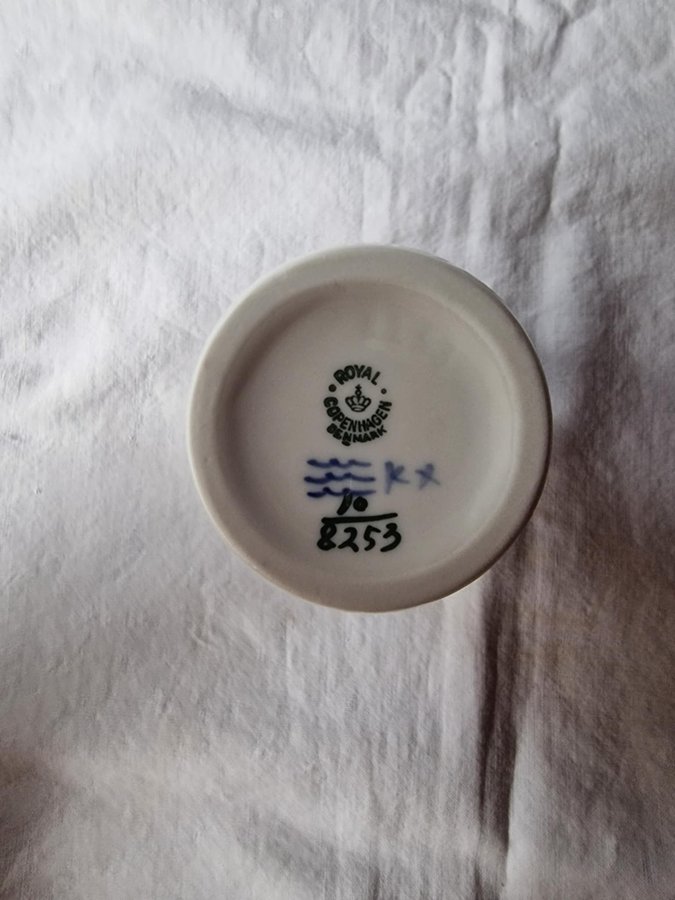 ROYAL
COPENHAGEN
DENMARK
KX
10
8253